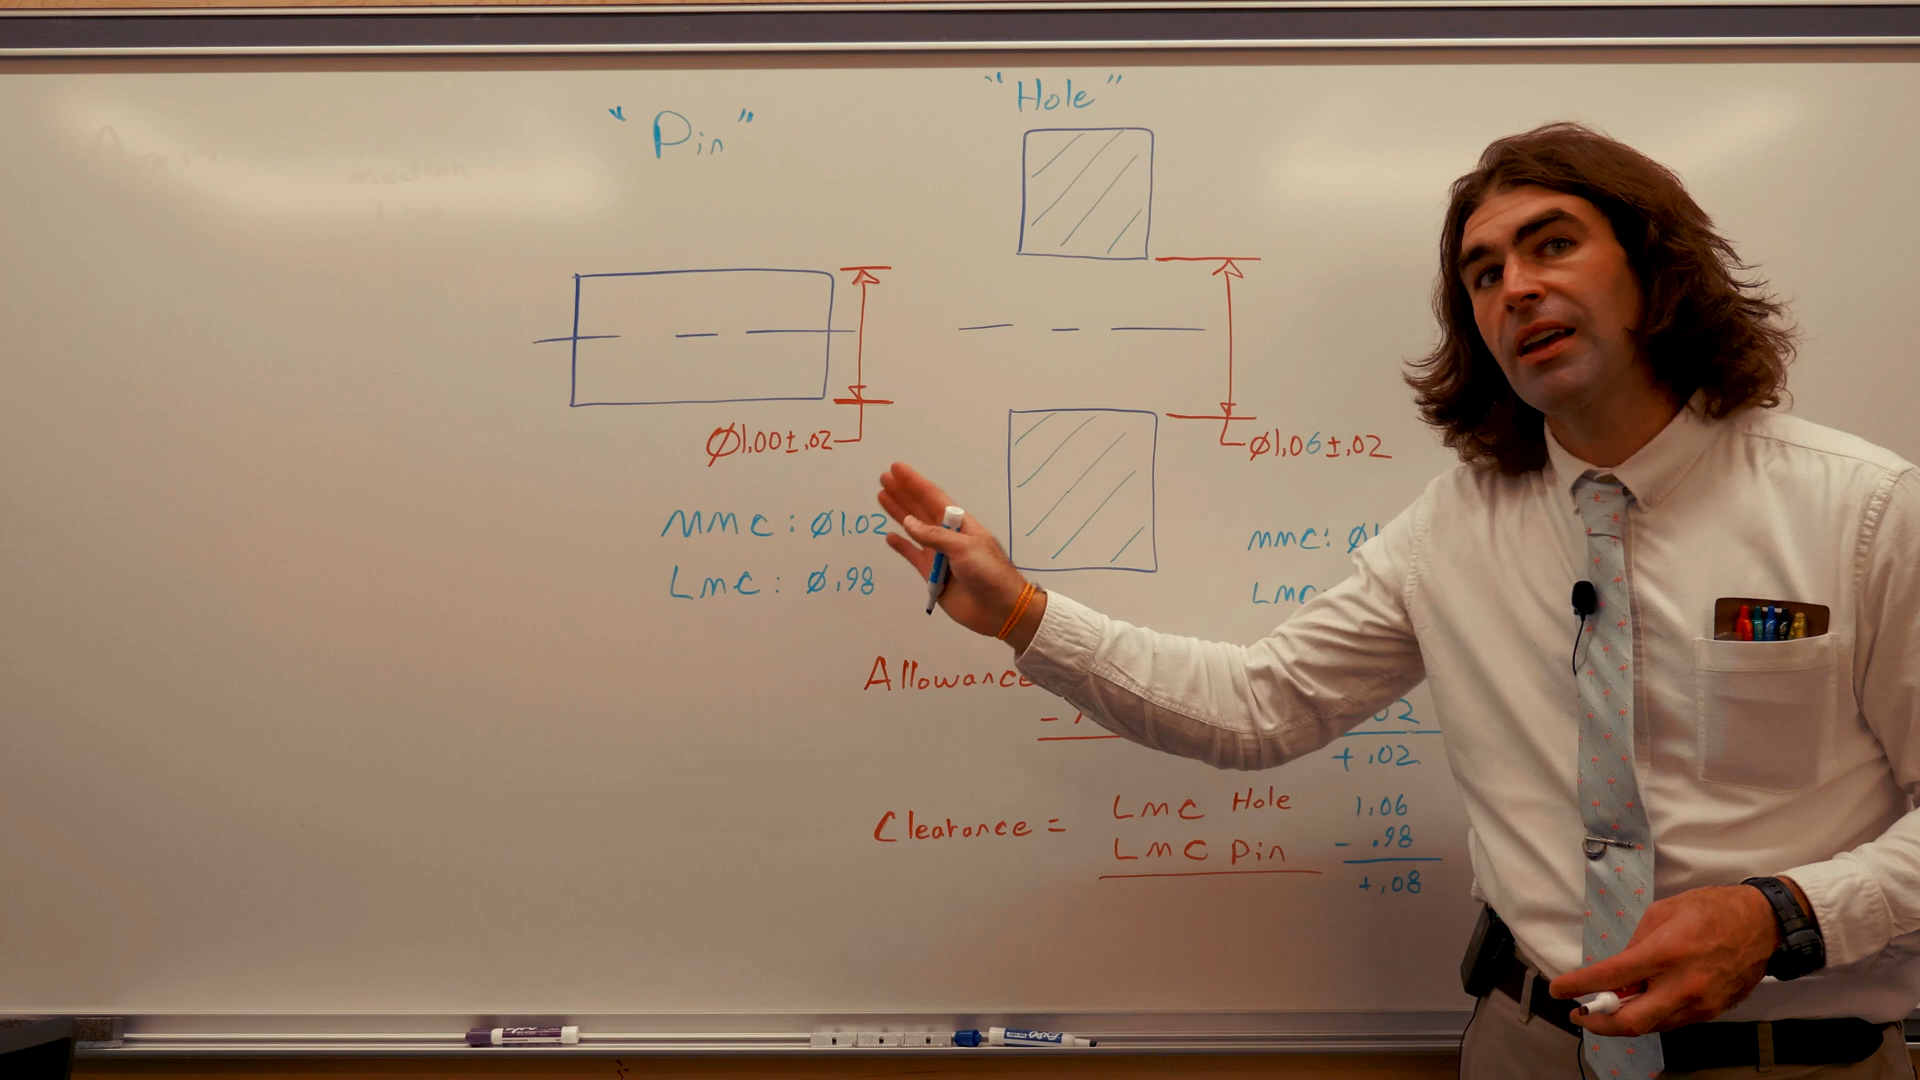 "Pin"
"Hole"
Ø1.00±.02
Ø1.06±.02
MMC: Ø1.02
LMC: Ø.98
MMC: Ø1
LMC:
Allowance
02
+.02
Clearance = LMC Hole 1.06
LMC Pin - .98
+.08